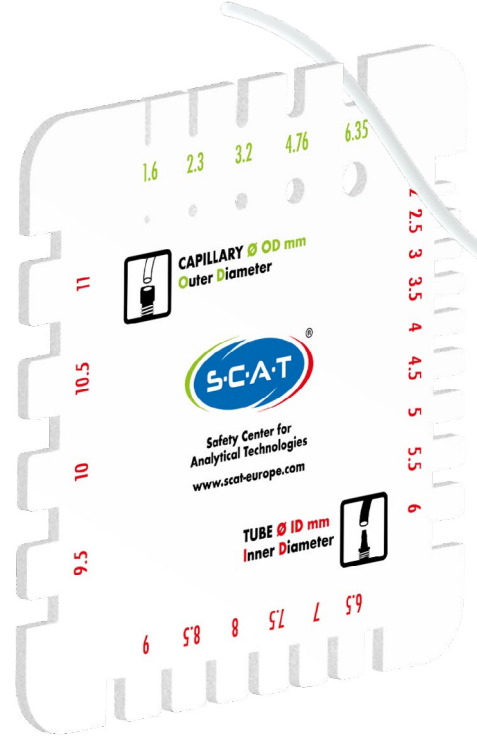 1.6 2.3 3.2 4.76 6.35
CAPILLARY Ø OD mm
Outer Diameter
11
10.5
10
9.5
2
2.5
3
3.5
4
4.5
5
5.5
6
S·C·A·T ®
Safety Center for
Analytical Technologies
www.scat-europe.com
TUBE Ø ID mm
Inner Diameter
9 8.5 8 7.5 7 6.5